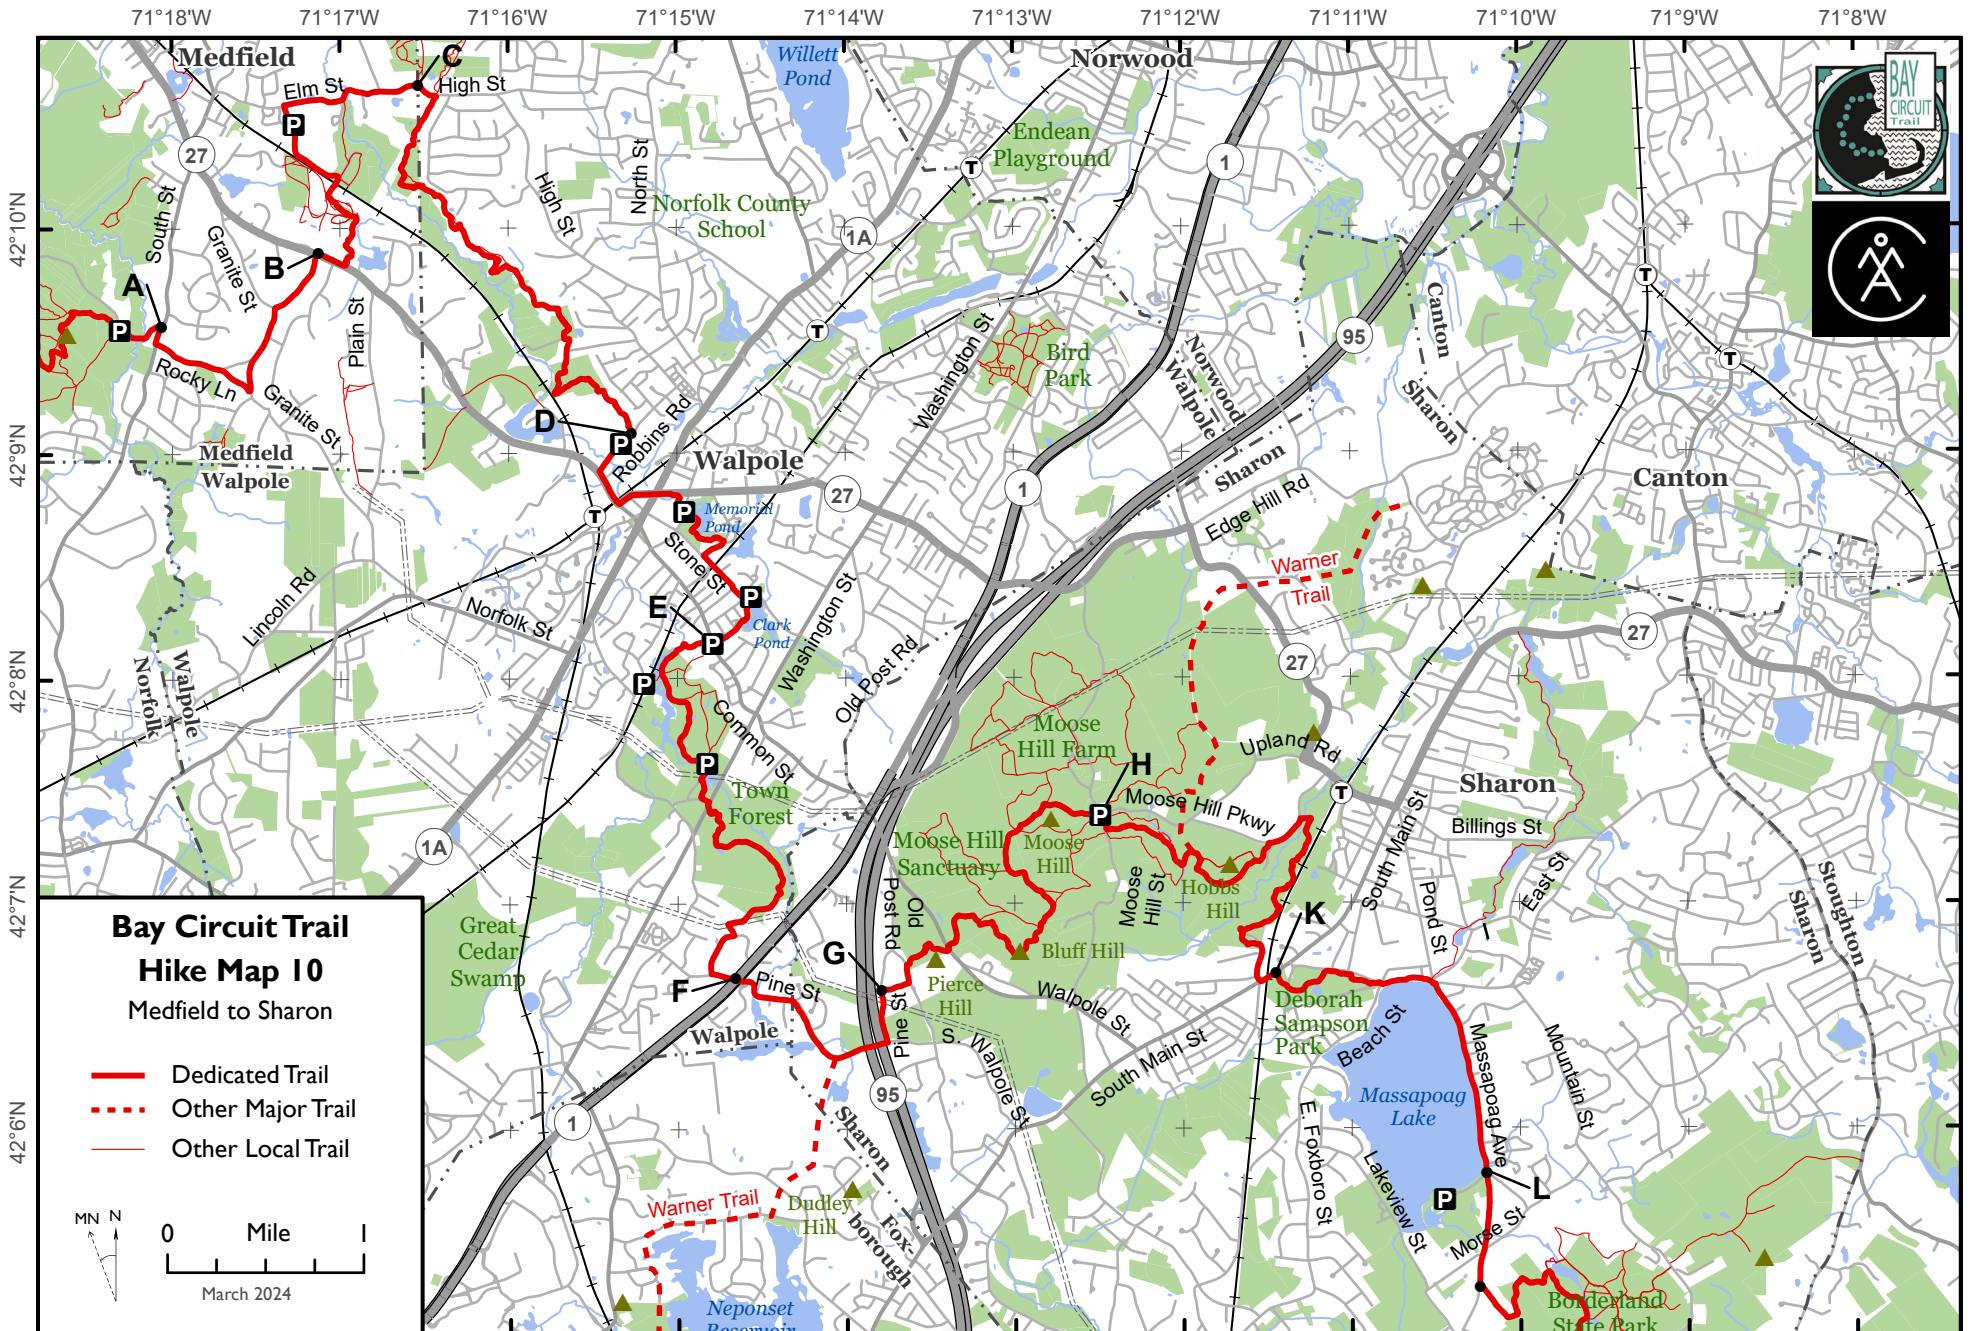 71°18'W 71°17'W 71°16'W 71°15'W 71°14'W 71°13'W 71°12'W 71°11'W 71°10'W 71°9'W 71°8'W
42°10'N
42°9'N
42°8'N
42°7'N
42°6'N
Medfield
C
Elm St
High St
P
27
Willett
Pond
Norwood
T
Endean
Playground
1
BAY
CIRCUIT
Trail
AMC
South St
Granite St
B
A
P
High St
North St
Norfolk County
School
1A
T
Plain St
Rocky Ln
Granite St
Medfield
Walpole
D
P
Robbins Rd
Walpole
Washington St
Bird
Park
Norwood
Walpole
95
Canton
Sharon
T
T
Sharon
Edge Hill Rd
Canton
27
1
T
P
Memorial
Pond
Stone St
P
Clark
Pond
E
P
P
Lincoln Rd
Norfolk St
Norfolk
Walpole
Washington St
Old Post Rd
Common St
P
Town
Forest
Warner
Trail
27
27
Moose
Hill Farm
H
P
Upland Rd
Moose Hill Pkwy
T
Sharon
Billings St
South Main St
Pond St
East St
1A
Moose Hill
Sanctuary
Moose
Hill
Moose
Hill St
Hobbs
Hill
K
Great
Cedar
Swamp
Old
Post Rd
G
F
Pine St
Pine St
Bluff Hill
Pierce
Hill
Walpole St
S. Walpole St
South Main St
Walpole
Deborah
Sampson
Park
Beach St
Massapoag
Lake
Massapoag Ave
Mountain St
Stoughton
Sharon
1
95
Sharon
Foxborough
Warner Trail
Dudley
Hill
E. Foxboro St
Lakeview St
P
L
Morse St
Borderland
State Park
Neponset
Reservoir
Bay Circuit Trail
Hike Map 10
Medfield to Sharon
Dedicated Trail
Other Major Trail
Other Local Trail
MN N
0 Mile 1
March 2024